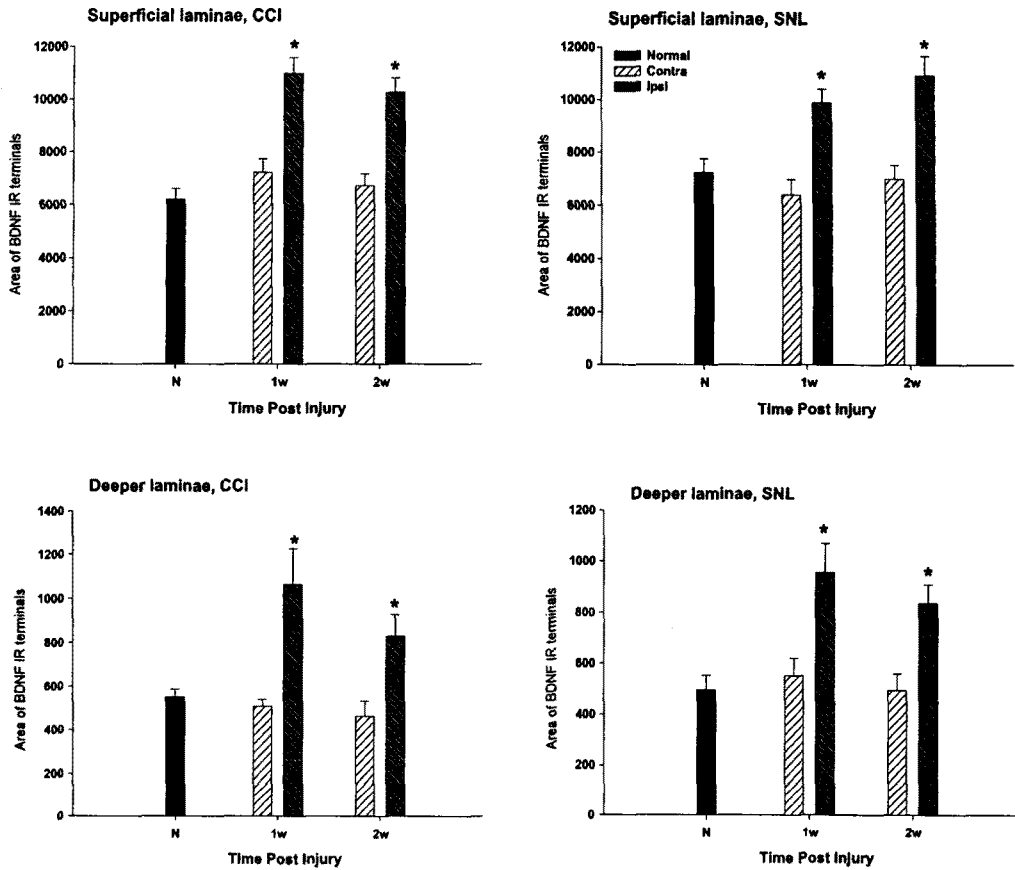 Superficial laminae, CCI
*
*
12000
10000
8000
6000
4000
2000
0
Area of BDNF IR terminals
N
1w
2w
Time Post Injury
Superficial laminae, SNL
Normal
Contra
Ipsi
*
*
12000
10000
8000
6000
4000
2000
0
Area of BDNF IR terminals
N
1w
2w
Time Post Injury
Deeper laminae, CCI
*
*
1400
1200
1000
800
600
400
200
0
Area of BDNF IR terminals
N
1w
2w
Time Post Injury
Deeper laminae, SNL
*
*
1200
1000
800
600
400
200
0
Area of BDNF IR terminals
N
1w
2w
Time Post Injury